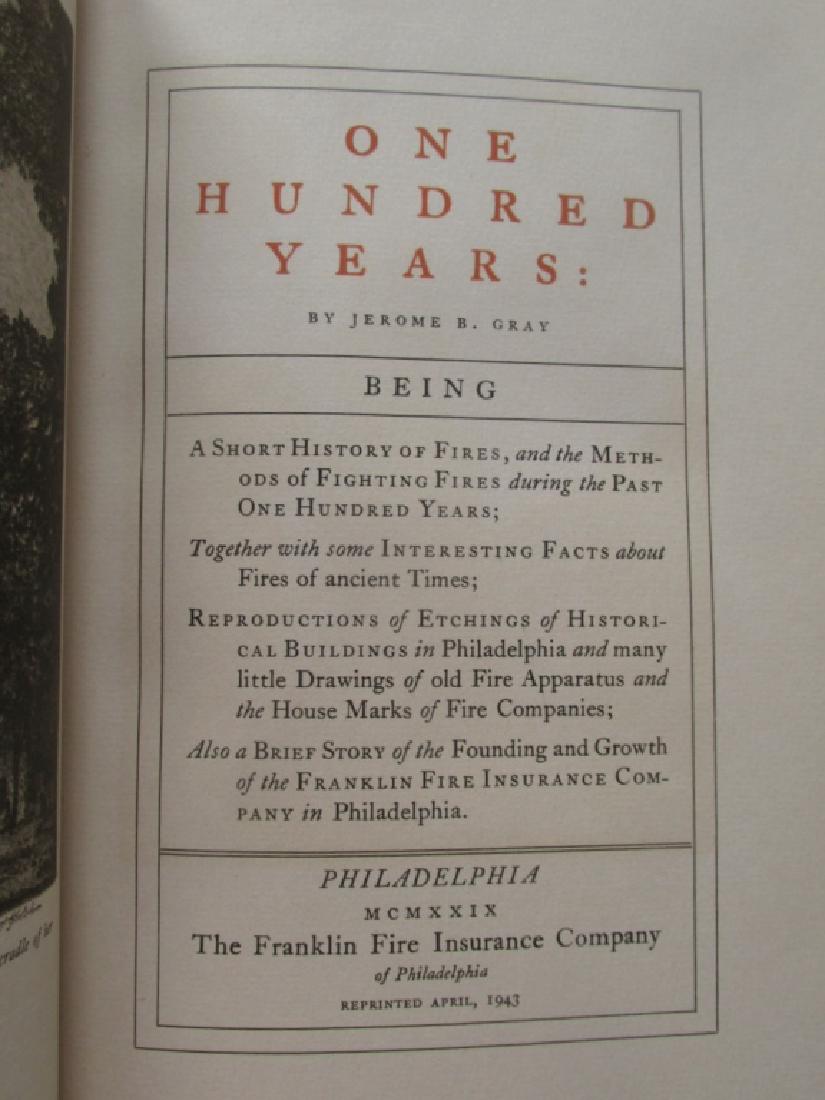 ONE
HUNDRED
YEARS:
BY JEROME B. GRAY
BEING
A SHORT HISTORY OF FIRES, and the METH-
ODS of FIGHTING FIRES during the PAST
ONE HUNDRED YEARS;
Together with some INTERESTING FACTS about
Fires of ancient Times;
REPRODUCTIONS of ETCHINGS of HISTORI-
CAL BUILDINGS in Philadelphia and many
little Drawings of old Fire Apparatus and
the House Marks of Fire Companies;
Also a BRIEF STORY of the Founding and Growth
of the FRANKLIN FIRE INSURANCE COM-
PANY in Philadelphia.
PHILADELPHIA
MCMXXIX
The Franklin Fire Insurance Company
of Philadelphia
REPRINTED APRIL, 1943
cradle of